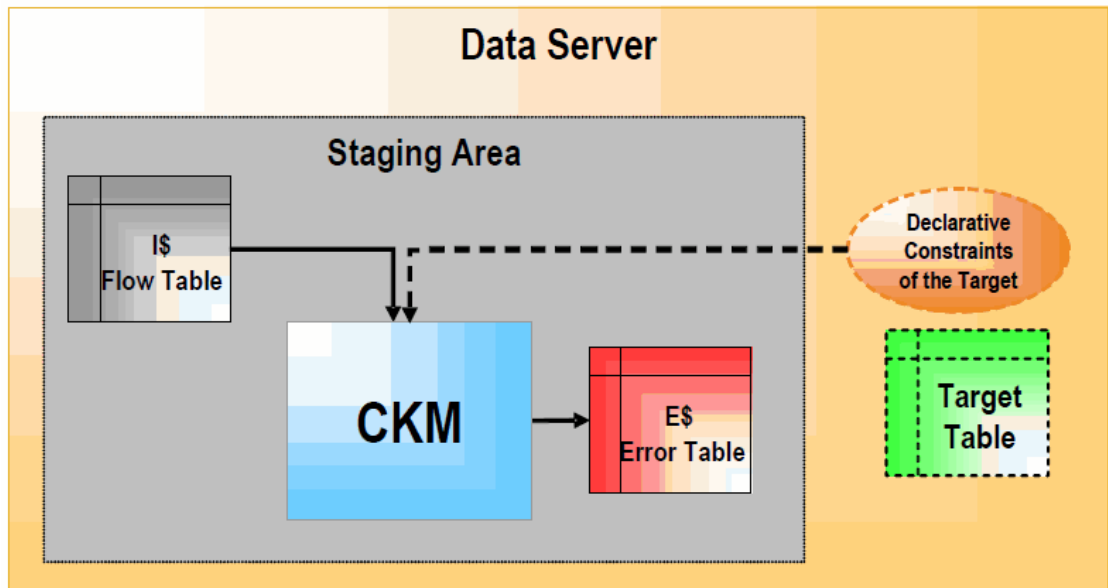 Data Server
Staging Area
I$
Flow Table
Declarative
Constraints
of the Target
CKM
E$
Error Table
Target
Table